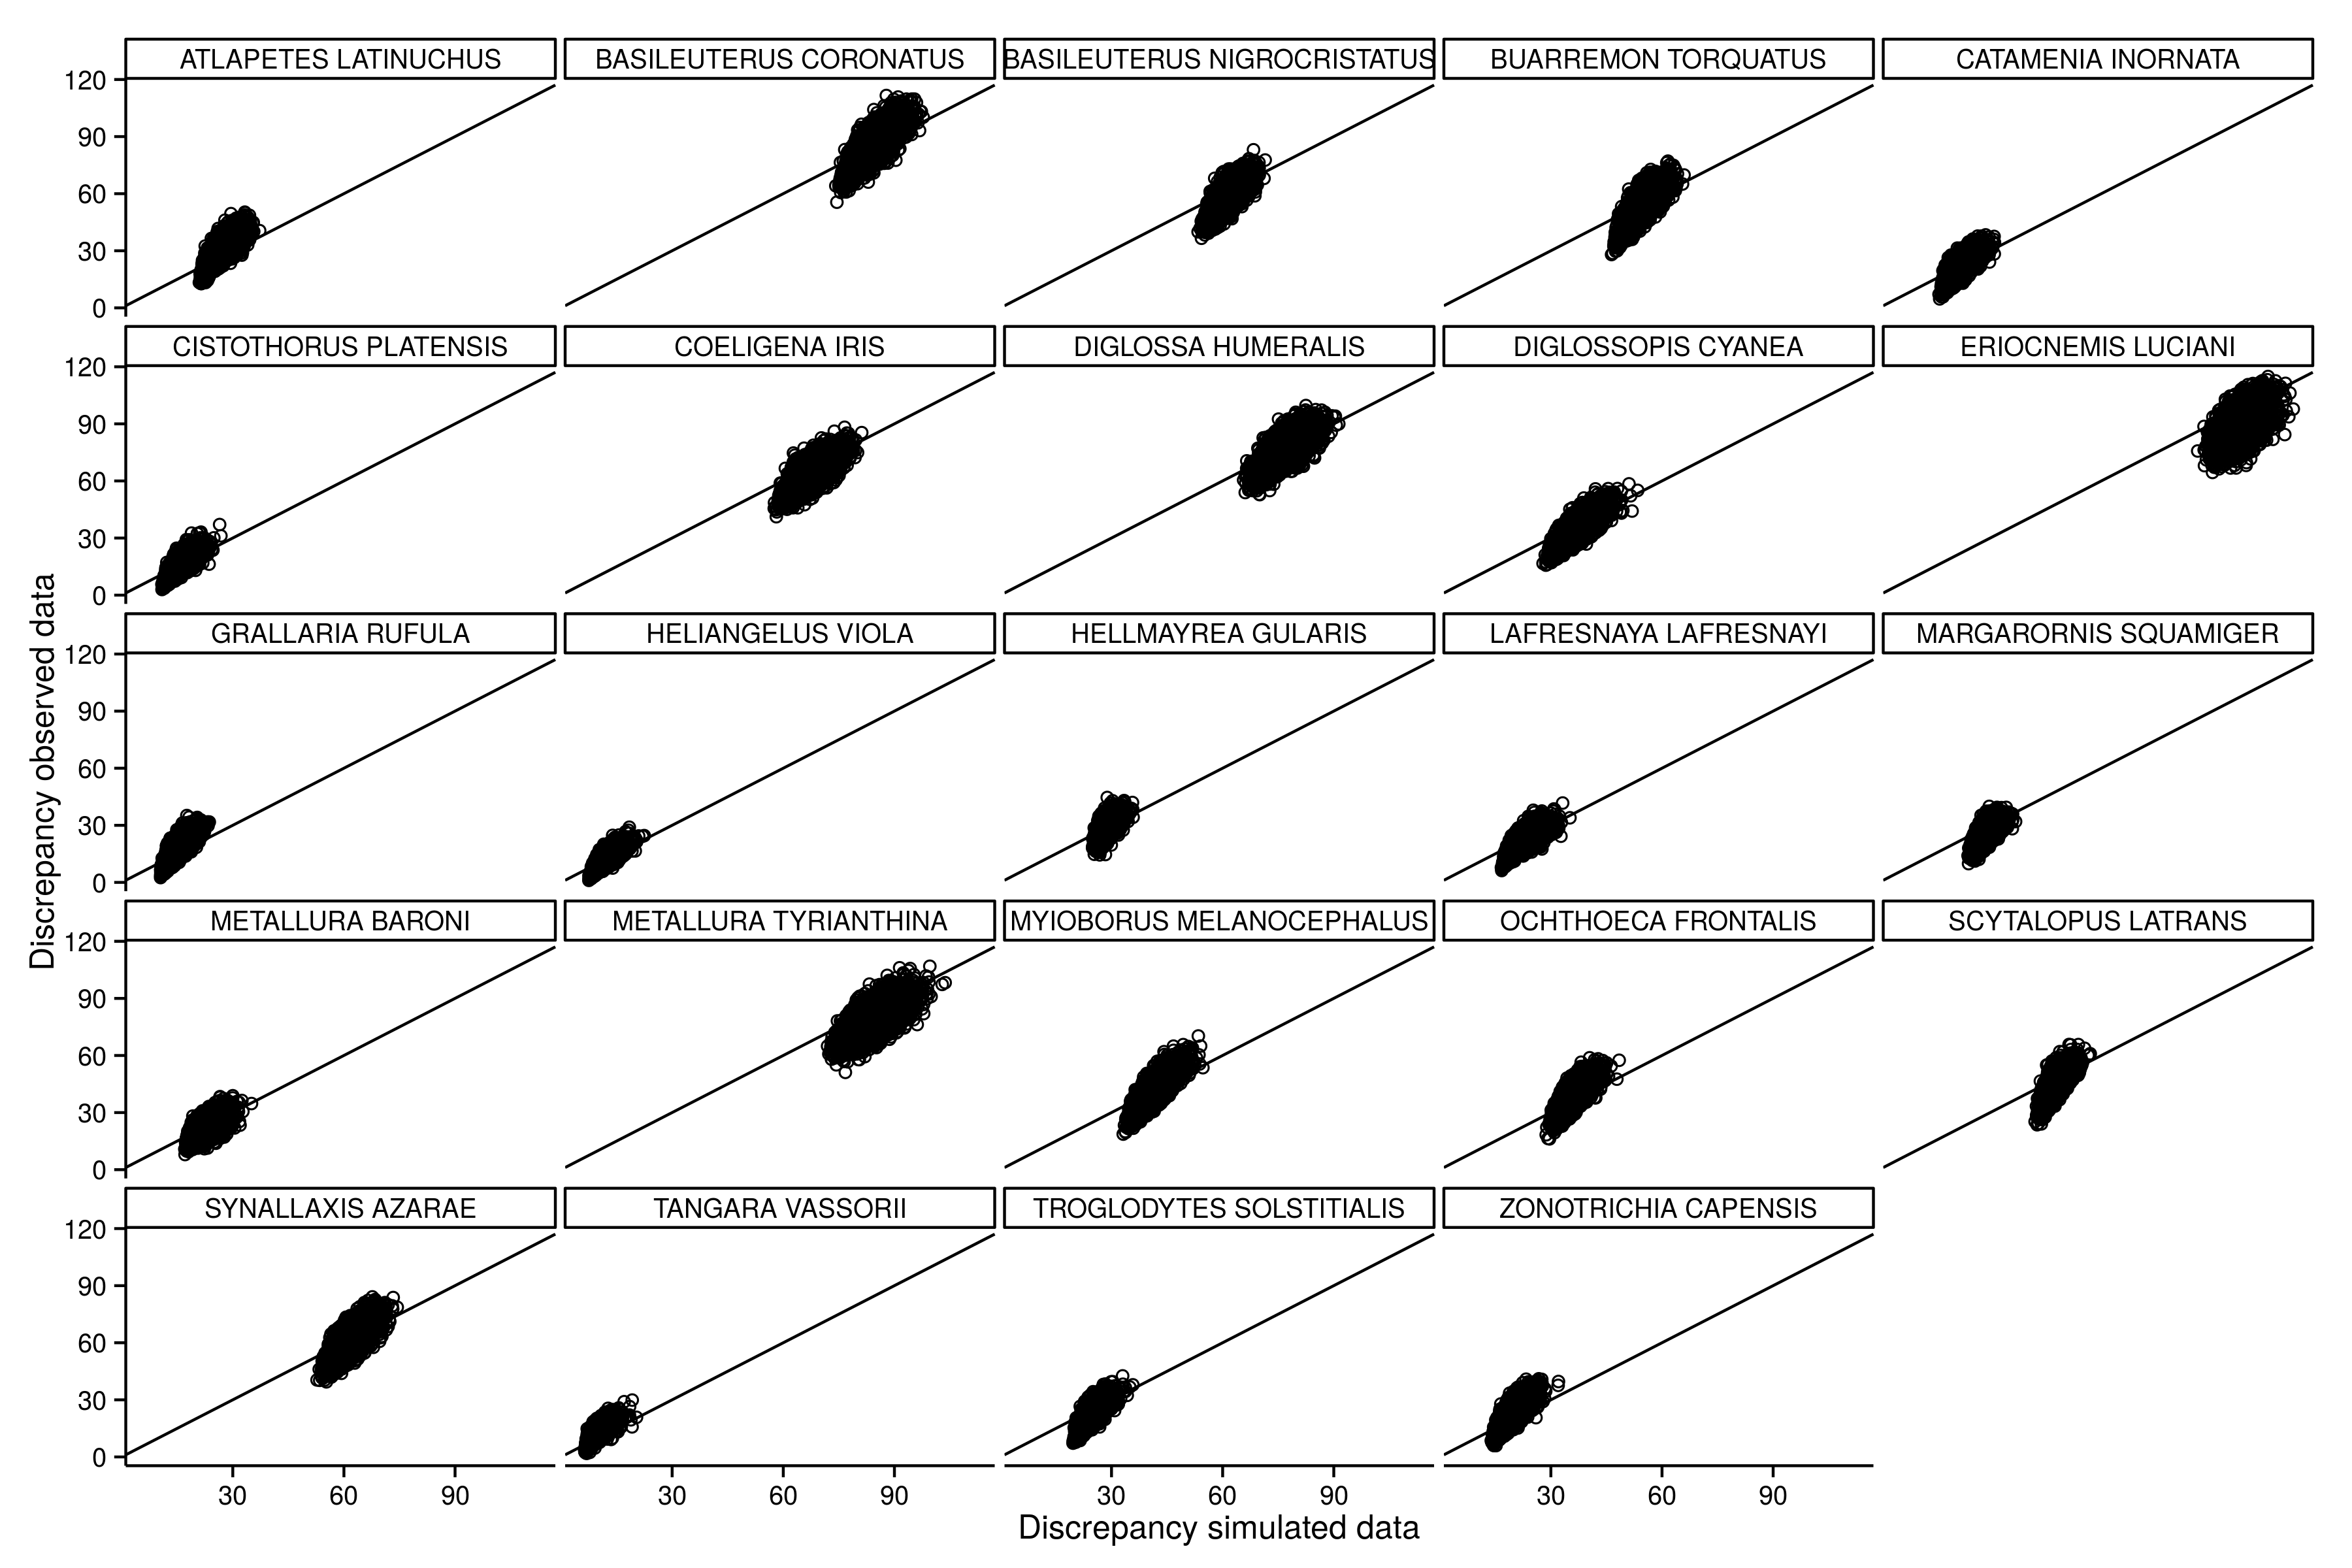 ATLAPETES LATINUCHUS
BASILEUTERUS CORONATUS
BASILEUTERUS NIGROCRISTATUS
BUARREMON TORQUATUS
CATAMENIA INORNATA
120
90
60
30
0
CISTOTHORUS PLATENSIS
COELIGENA IRIS
DIGLOSSA HUMERALIS
DIGLOSSOPIS CYANEA
ERIOCNEMIS LUCIANI
120
90
60
30
0
GRALLARIA RUFULA
HELIANGELUS VIOLA
HELLMAYREA GULARIS
LAFRESNAYA LAFRESNAYI
MARGARORNIS SQUAMIGER
120
90
60
30
0
METALLURA BARONI
METALLURA TYRIANTHINA
MYIOBORUS MELANOCEPHALUS
OCHTHOECA FRONTALIS
SCYTALOPUS LATRANS
120
90
60
30
0
SYNALLAXIS AZARAE
TANGARA VASSORII
TROGLODYTES SOLSTITIALIS
ZONOTRICHIA CAPENSIS
120
90
60
30
0
30 60 90
30 60 90
30 60 90
30 60 90
Discrepancy simulated data
Discrepancy observed data